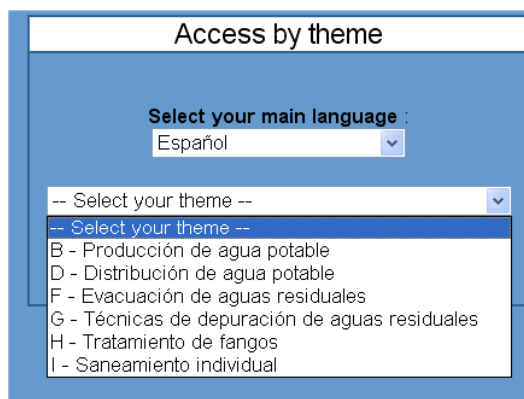 Access by theme
Select your main language :
Español
-- Select your theme --
-- Select your theme --
B - Producción de agua potable
D - Distribución de agua potable
F - Evacuación de aguas residuales
G - Técnicas de depuración de aguas residuales
H - Tratamiento de fangos
I - Saneamiento individual